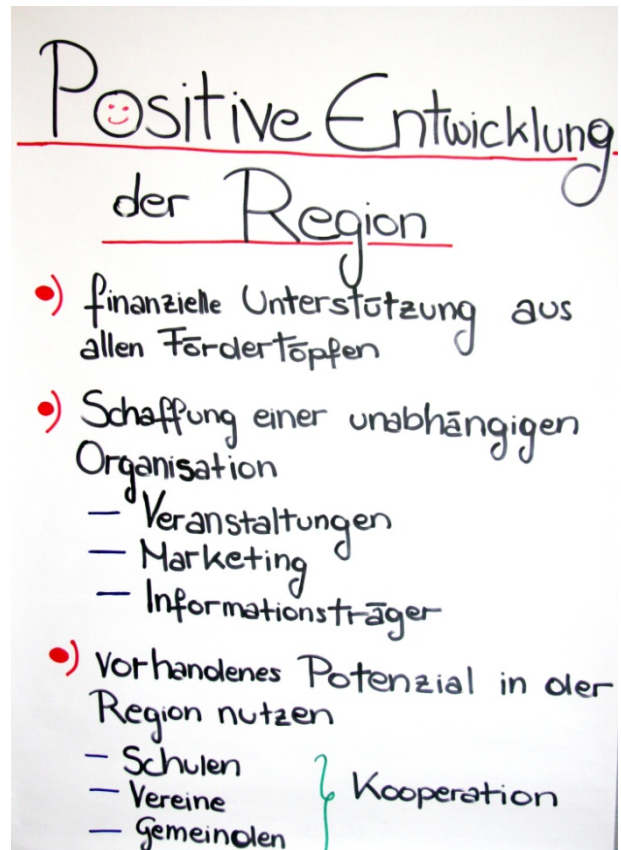 Positive Entwicklung
der Region
•) finanzielle Unterstützung aus
allen Fördertöpfen
•) Schaffung einer unabhängigen
Organisation
— Veranstaltungen
— Marketing
— Informationsträger
•) vorhandenes Potenzial in der
Region nutzen
— Schulen
— Vereine
— Gemeinden
} Kooperation